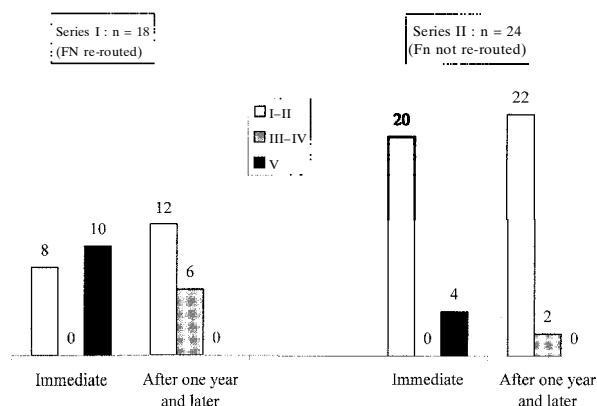 Series I : n = 18
(FN re-routed)
Series II : n = 24
(Fn not re-routed)
I–II
III–IV
V
8
0
10
12
6
0
20
0
4
22
2
0
Immediate
After one year
and later
Immediate
After one year
and later